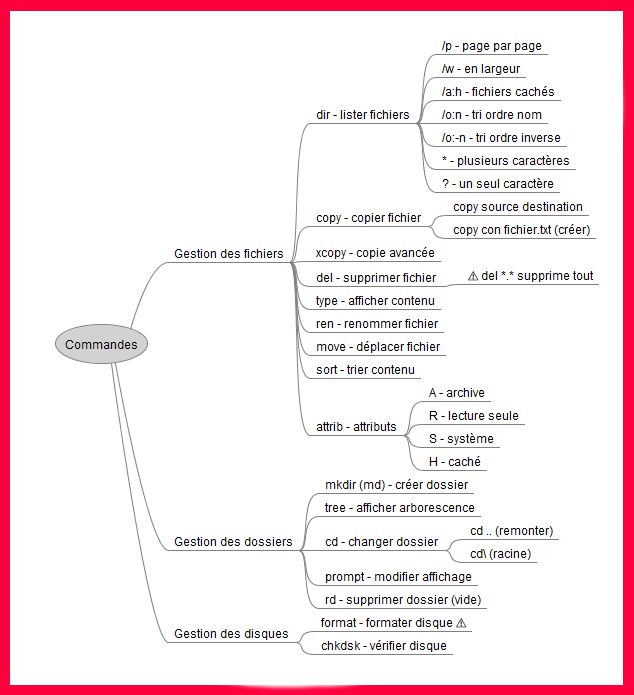 Commandes
Gestion des fichiers
dir - lister fichiers
/p - page par page
/w - en largeur
/a:h - fichiers cachés
/o:n - tri ordre nom
/o:-n - tri ordre inverse
* - plusieurs caractères
? - un seul caractère
copy - copier fichier
copy source destination
copy con fichier.txt (créer)
xcopy - copie avancée
del - supprimer fichier
⚠ del *.* supprime tout
type - afficher contenu
ren - renommer fichier
move - déplacer fichier
sort - trier contenu
attrib - attributs
A - archive
R - lecture seule
S - système
H - caché
Gestion des dossiers
mkdir (md) - créer dossier
tree - afficher arborescence
cd - changer dossier
cd .. (remonter)
cd\ (racine)
prompt - modifier affichage
rd - supprimer dossier (vide)
Gestion des disques
format - formater disque ⚠
chkdsk - vérifier disque